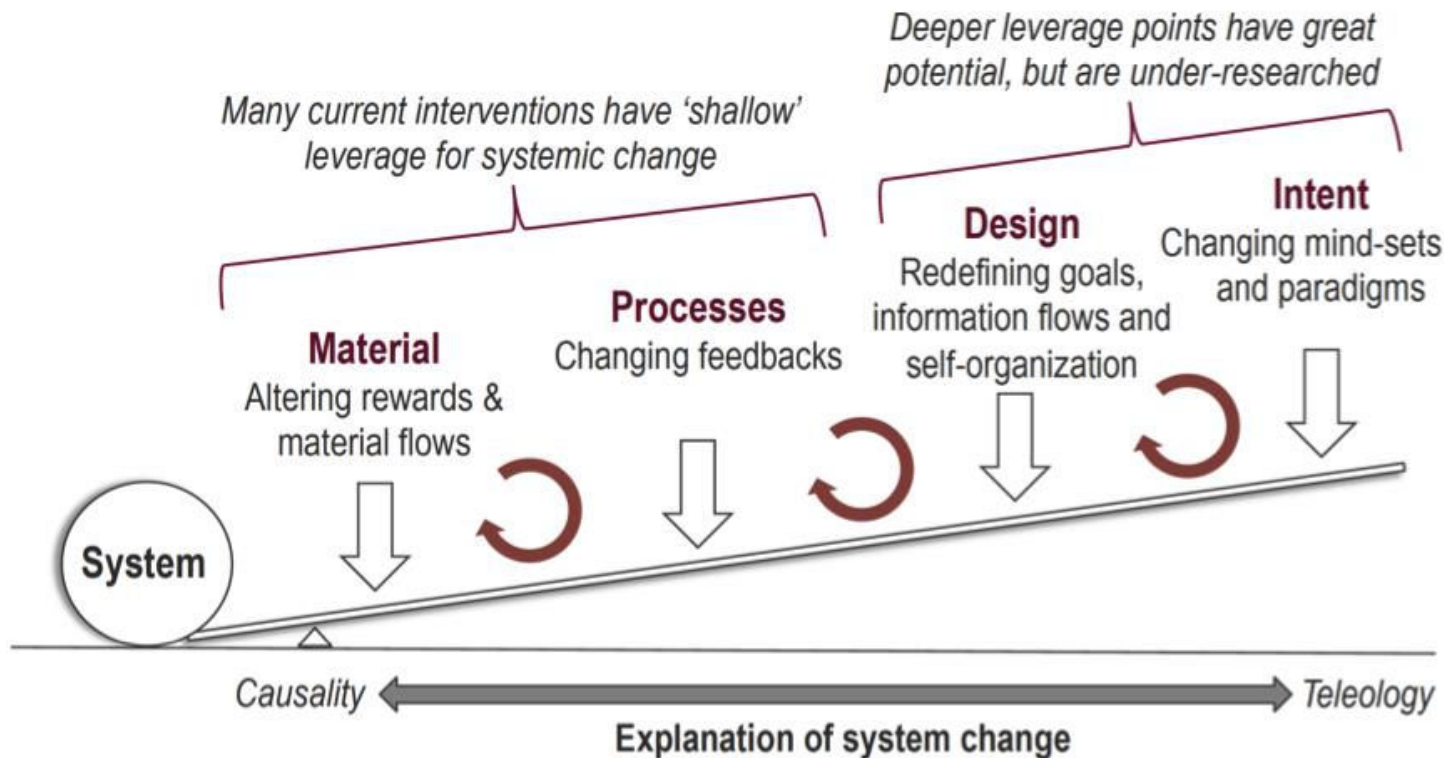 Deeper leverage points have great
potential, but are under-researched
Many current interventions have ‘shallow’
leverage for systemic change
Intent
Changing mind-sets
and paradigms
Design
Redefining goals,
information flows and
self-organization
Processes
Changing feedbacks
Material
Altering rewards &
material flows
System
Causality
Teleology
Explanation of system change